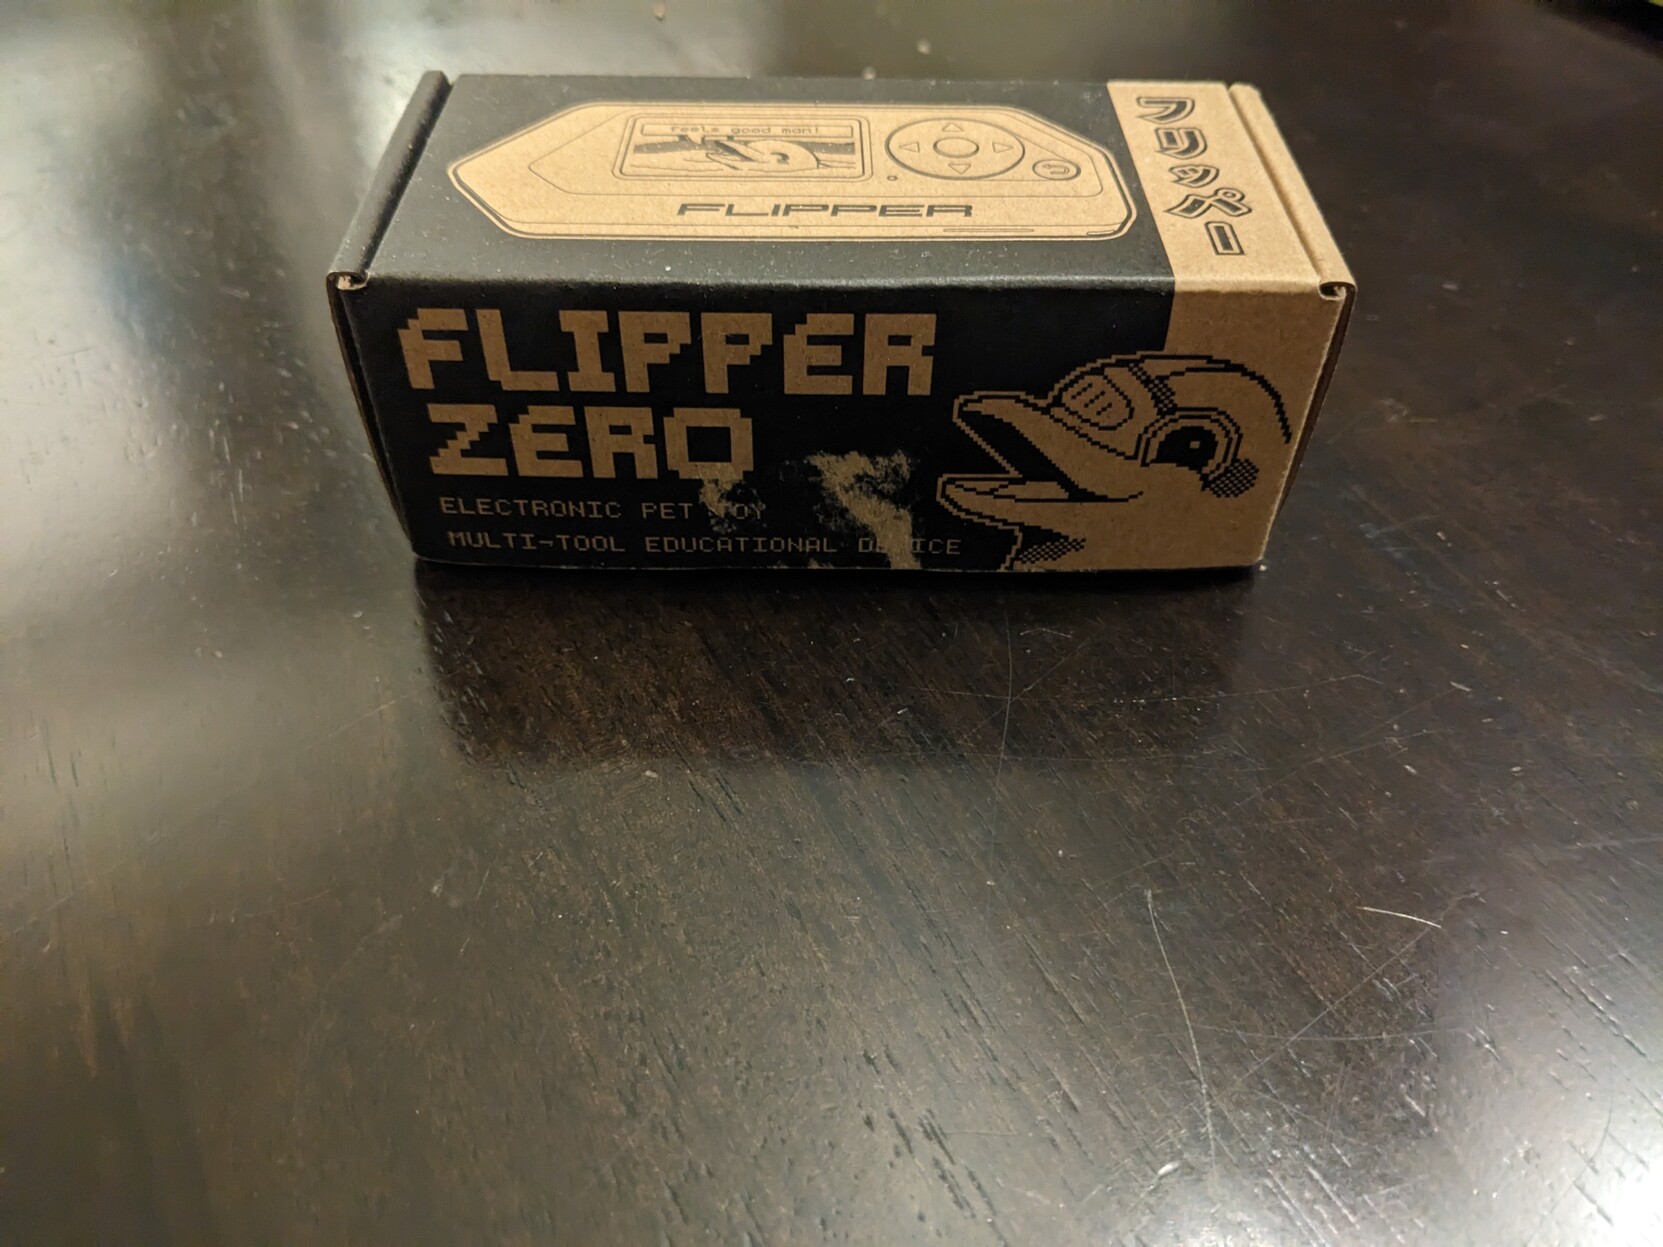 feels good man!
FLIPPER
フリッパー
FLIPPER
ZERO
ELECTRONIC PET TOY
MULTI-TOOL EDUCATIONAL DEVICE